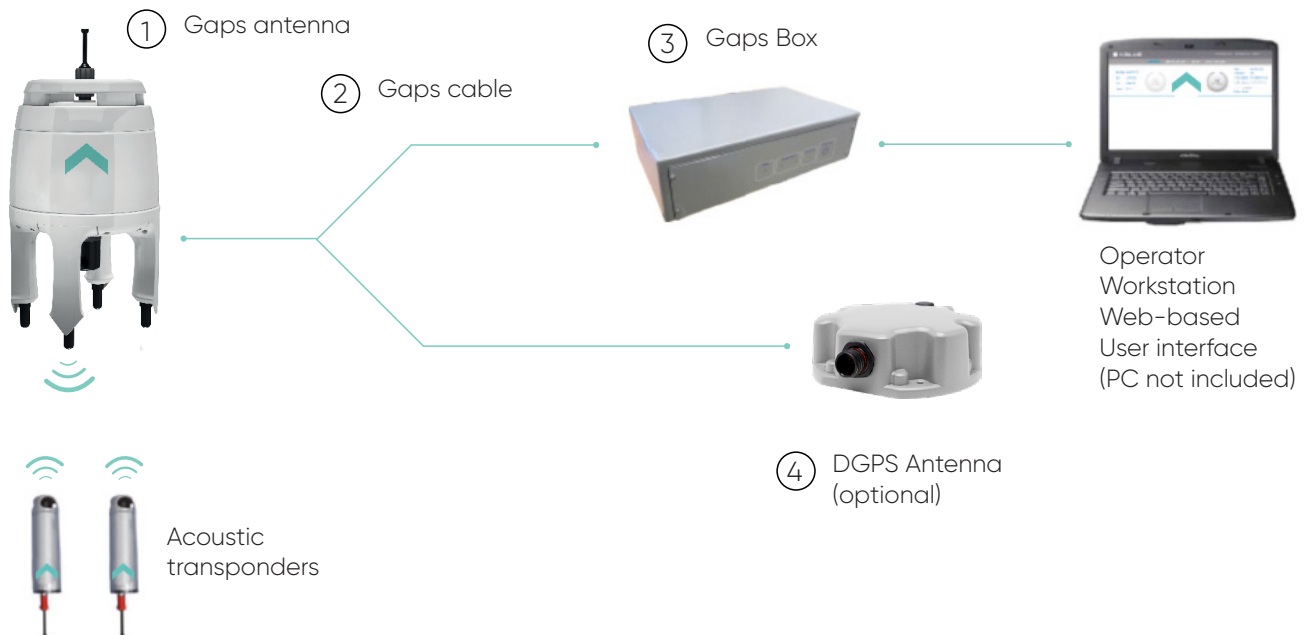 1 Gaps antenna
2 Gaps cable
3 Gaps Box
Operator
Workstation
Web-based
User interface
(PC not included)
4 DGPS Antenna
(optional)
Acoustic
transponders